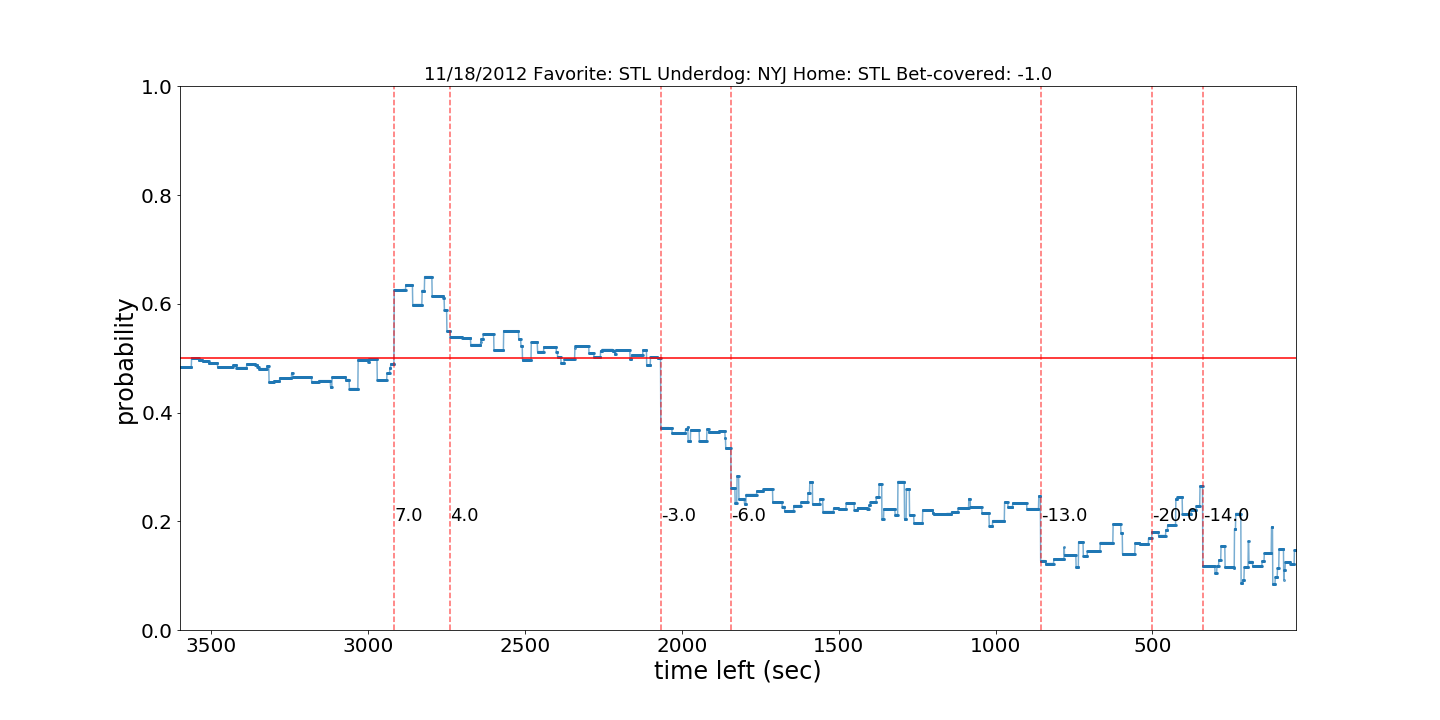 11/18/2012 Favorite: STL Underdog: NYJ Home: STL Bet-covered: -1.0
1.0
0.8
0.6
0.4
0.2
0.0
probability
7.0 4.0 -3.0 -6.0 -13.0 -20.0 -14.0
3500 3000 2500 2000 1500 1000 500
time left (sec)